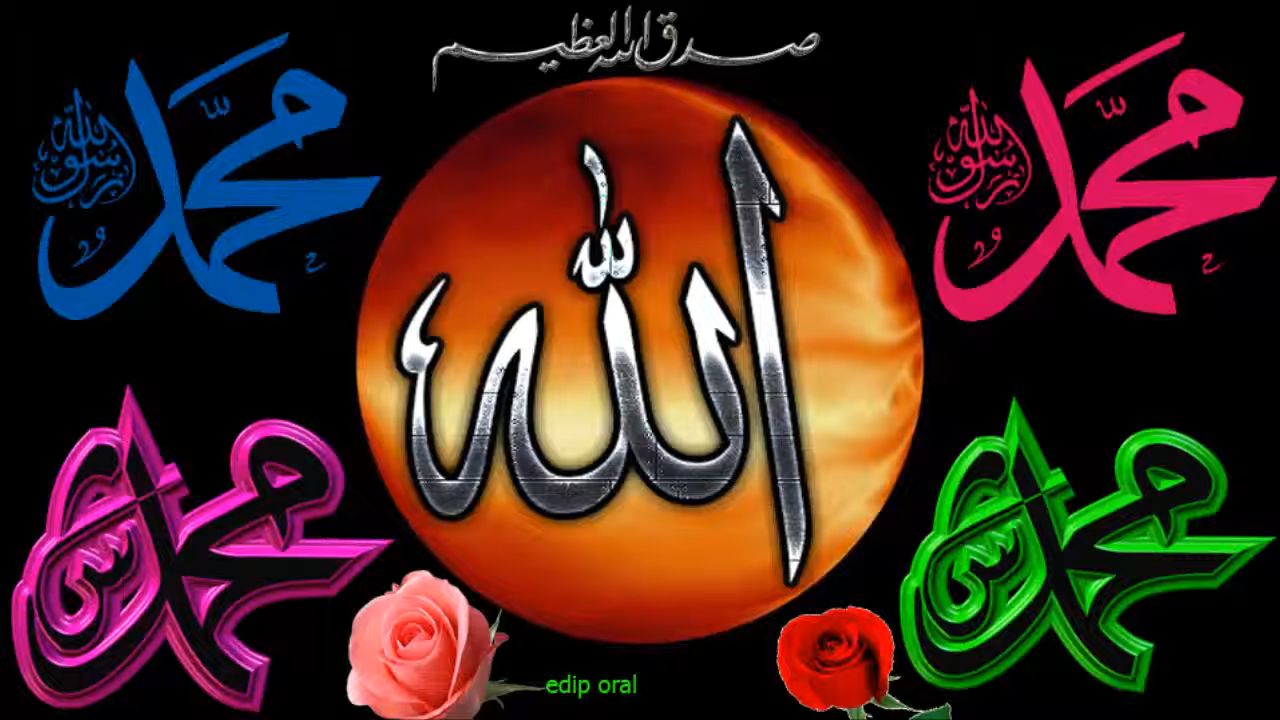 صدق الله العظيم
محمد رسول الله
الله
محمد رسول الله
محمد
محمد
edip oral